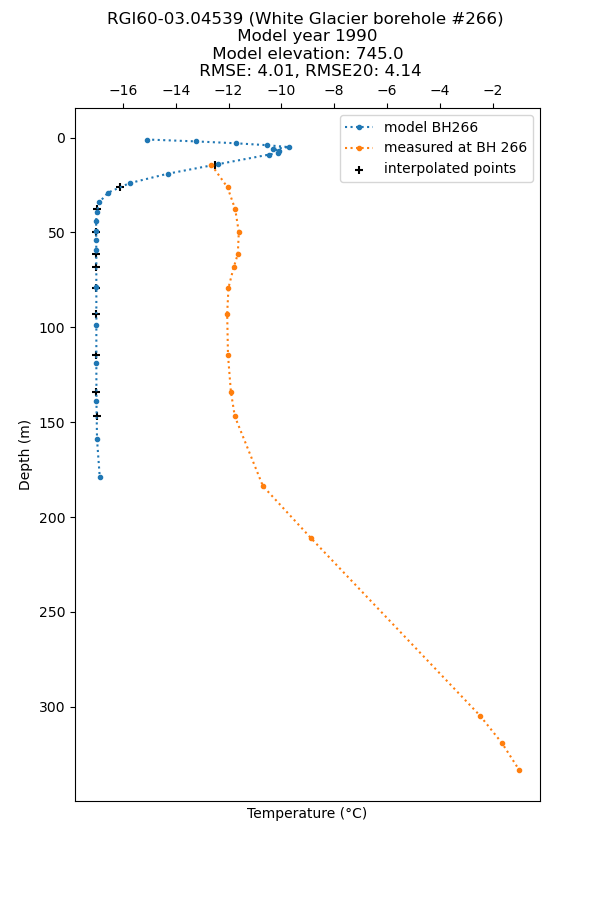 RGI60-03.04539 (White Glacier borehole #266)
Model year 1990
Model elevation: 745.0
RMSE: 4.01, RMSE20: 4.14
−16 −14 −12 −10 −8 −6 −4 −2
model BH266
measured at BH 266
interpolated points
0
50
100
150
200
250
300
Depth (m)
Temperature (°C)